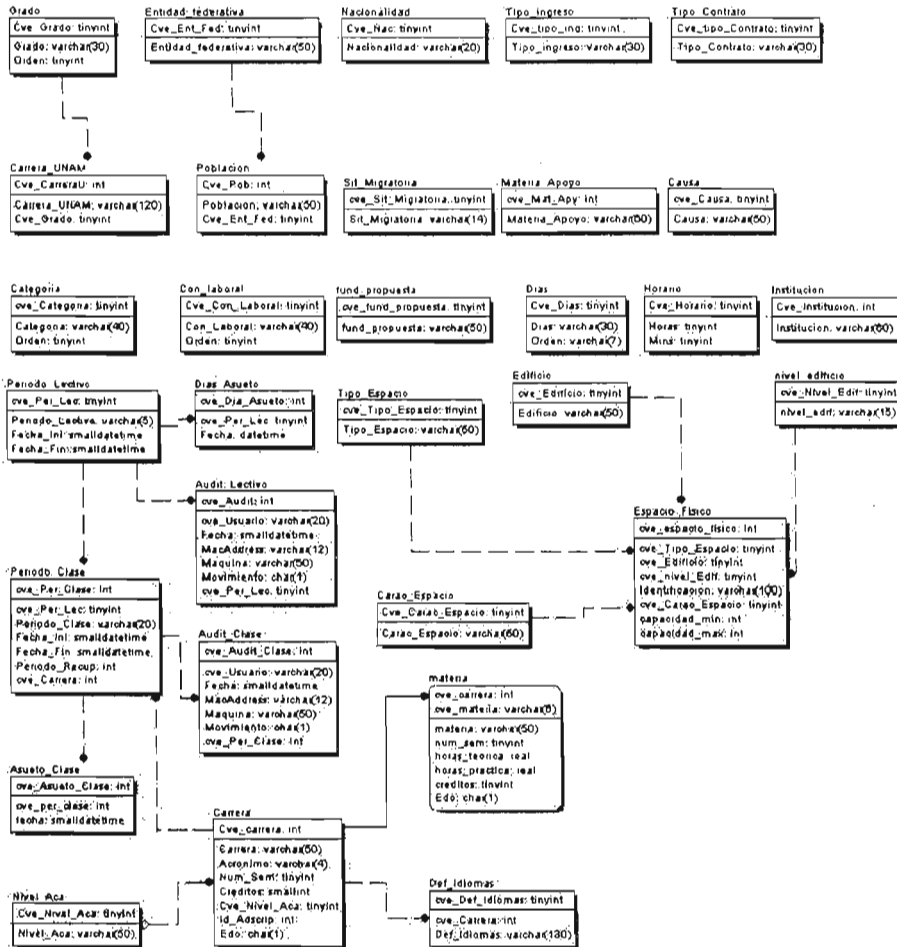 Grado
Cve_Grado: tinyint
Grado: varchar(30)
Orden: tinyint
Entidad federativa
Cve_Ent_Fed: tinyint
Entidad_federativa: varchar(50)
Nacionalidad
Cve_Nac: tinyint
Nacionalidad: varchar(20)
Tipo_ingreso
Cve_tipo_ing: tinyint
Tipo_ingreso: varchar(30)
Tipo Contrato
Cve_tipo_Contrato: tinyint
Tipo_Contrato: varchar(30)
Carrera_UNAM
Cve_CarreraU: int
Carrera_UNAM: varchar(120)
Cve_Grado: tinyint
Poblacion
Cve_Pob: int
Poblacion: varchar(50)
Cve_Ent_Fed: tinyint
Sit_Migratoria
cve_Sit_Migratoria: tinyint
Sit_Migratoria: varchar(14)
Materia_Apoyo
cve_Mat_Apy: int
Materia_Apoyo: varchar(60)
Causa
cve_Causa: tinyint
Causa: varchar(50)
Categoria
cve_Categoria: tinyint
Categoria: varchar(40)
Orden: tinyint
Con_laboral
Cve_Con_Laboral: tinyint
Con_Laboral: varchar(40)
Orden: tinyint
fund_propuesta
cve_fund_propuesta: tinyint
fund_propuesta: varchar(50)
Dias
Cve_Dias: tinyint
Dias: varchar(30)
Orden: varchar(7)
Horario
Cve_Horario: tinyint
Horas: tinyint
Mins: tinyint
Institucion
Cve_Institucion: int
Institucion: varchar(60)
Periodo Lectivo
cve_Per_Lec: tinyint
Periodo_Lectivo: varchar(5)
Fecha_Ini: smalldatetime
Fecha_Fin: smalldatetime
Dias_Asueto
cve_Dia_Asueto: int
cve_Per_Lec: tinyint
Fecha: datetime
Tipo_Espacio
cve_Tipo_Espacio: tinyint
Tipo_Espacio: varchar(50)
Edificio
cve_Edificio: tinyint
Edificio: varchar(50)
nivel edificio
cve_Nivel_Edif: tinyint
nivel_edif: varchar(15)
Audit_Lectivo
cve_Audit: int
cve_Usuario: varchar(20)
Fecha: smalldatetime
MacAddress: varchar(12)
Maquina: varchar(50)
Movimiento: char(1)
cve_Per_Lec: tinyint
Espacio_Fisico
cve_espacio_fisico: int
cve_Tipo_Espacio: tinyint
cve_Edificio: tinyint
cve_nivel_Edif: tinyint
Identificacion: varchar(100)
cve_Carac_Espacio: tinyint
capacidad_min: int
capacidad_max: int
Periodo_Clase
cve_Per_Clase: int
cve_Per_Lec: tinyint
Periodo_Clase: varchar(20)
Fecha_Ini: smalldatetime
Fecha_Fin: smalldatetime
Periodo_Recup: int
cve_Carrera: int
Carac_Espacio
Cve_Carac_Espacio: tinyint
Carac_Espacio: varchar(60)
Audit_Clase
cve_Audit_Clase: int
cve_Usuario: varchar(20)
Fecha: smalldatetime
MacAddress: varchar(12)
Maquina: varchar(50)
Movimiento: char(1)
cve_Per_Clase: int
materia
cve_carrera: int
cve_materia: varchar(6)
materia: varchar(50)
num_sem: tinyint
horas_teorica: real
horas_practica: real
creditos: tinyint
Edo: char(1)
Asueto_Clase
cve_Asueto_Clase: int
cve_per_clase: int
fecha: smalldatetime
Carrera
Cve_carrera: int
Carrera: varchar(50)
Acronimo: varchar(4)
Num_Sem: tinyint
Creditos: smallint
Cve_Nivel_Aca: tinyint
Id_Adscrip: int
Edo: char(1)
Nivel_Aca
Cve_Nivel_Aca: tinyint
Nivel_Aca: varchar(50)
Def_Idiomas
cve_Def_Idiomas: tinyint
cve_Carrera: int
Def_Idiomas: varchar(130)